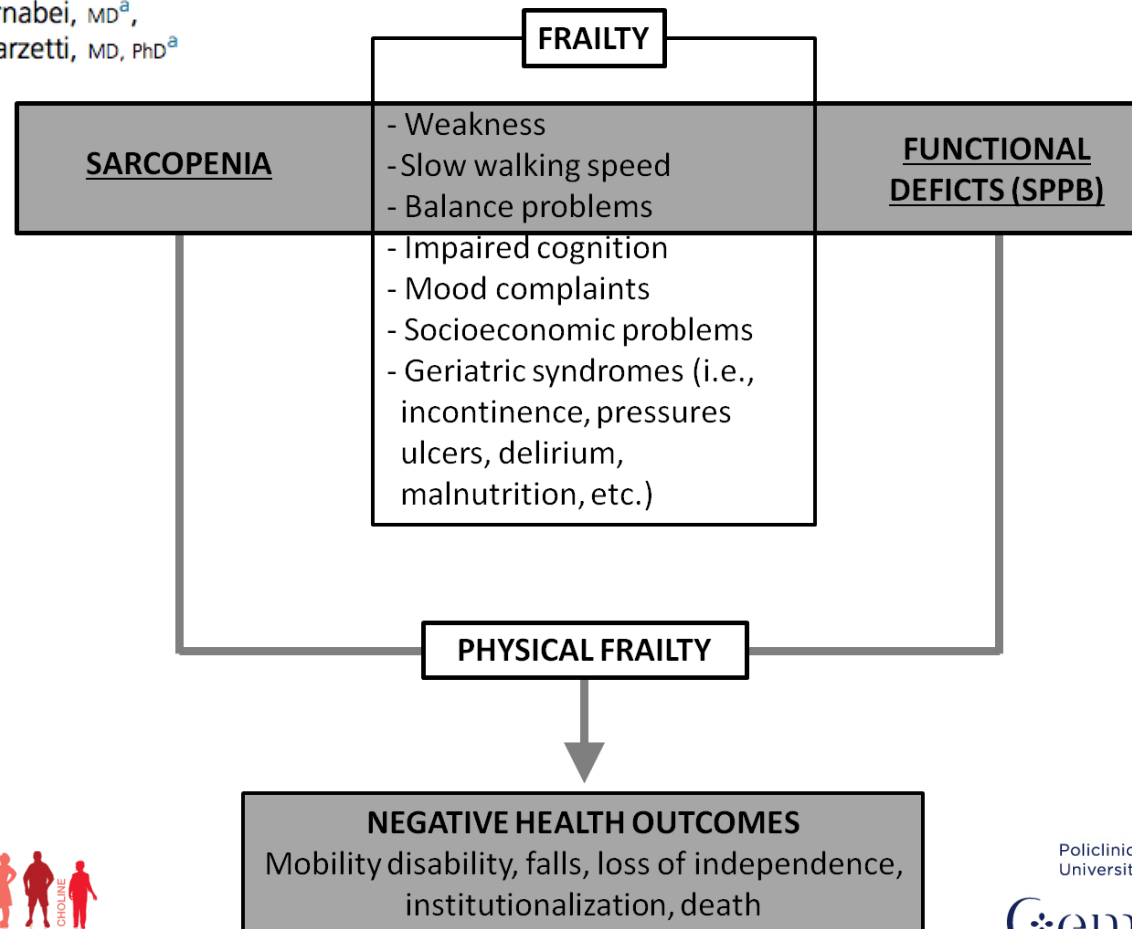 rnabei, MDa,
arzetti, MD, PhDa
FRAILTY
SARCOPENIA
- Weakness
-Slow walking speed
- Balance problems
- Impaired cognition
- Mood complaints
- Socioeconomic problems
- Geriatric syndromes (i.e.,
incontinence, pressures
ulcers, delirium,
malnutrition, etc.)
FUNCTIONAL
DEFICTS (SPPB)
PHYSICAL FRAILTY
NEGATIVE HEALTH OUTCOMES
Mobility disability, falls, loss of independence,
institutionalization, death
CHOLINE
Policlinic
Universit
Gem